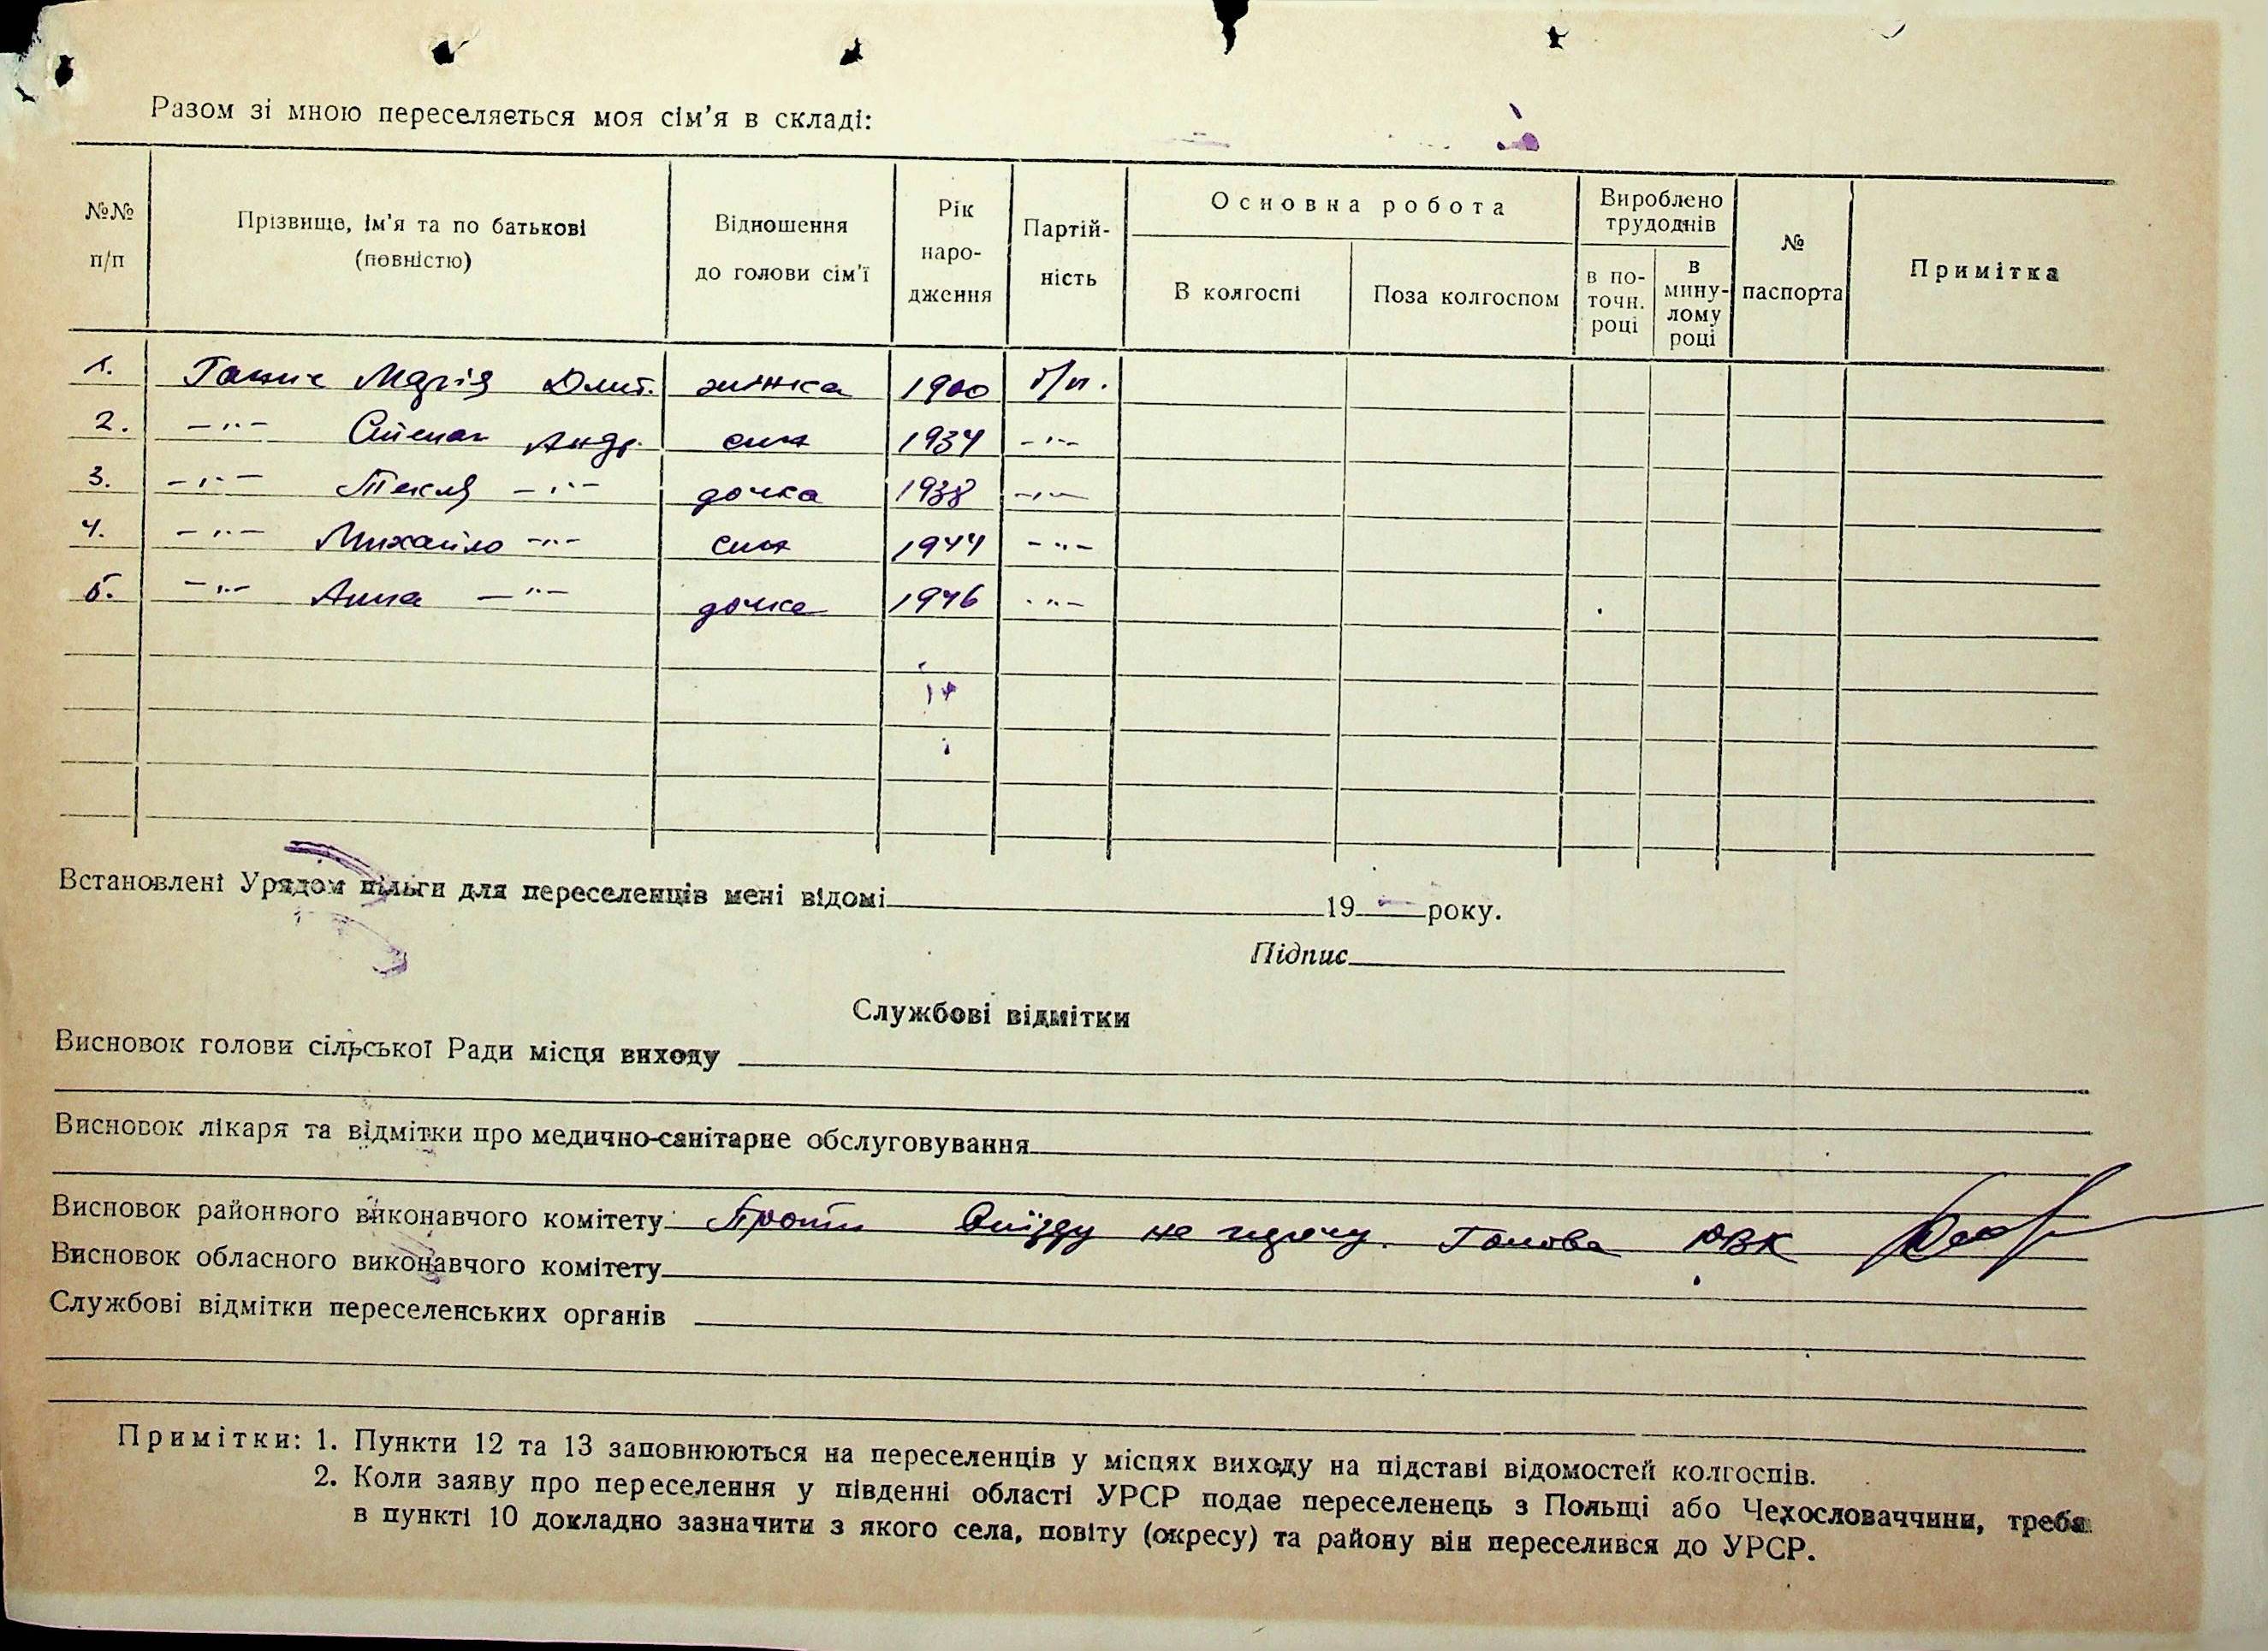 Разом зі мною переселяється моя сім'я в складі:
№№ п/п
Прізвище, ім'я та по батькові (повністю)
Відношення до голови сім'ї
Рік народження
Партійність
Основна робота
В колгоспі
Поза колгоспом
Вироблено трудоднів
в поточн. році
в минулому році
№ паспорта
Примітка
1. Марія Дмит. жінка 1900 б/п.
2. -"- Степан Андр. син 1934 -"-
3. -"- Текля -"- дочка 1938 -"-
4. -"- Михайло -"- син 1944 -"-
5. -"- Анна -"- дочка 1946 -"-
Встановлені Урядом пільги для переселенців мені відомі 19 року.
Підпис
Службові відмітки
Висновок голови сільської Ради місця виходу
Висновок лікаря та відмітки про медично-санітарне обслуговування
Висновок районного виконавчого комітету Проти виїзду не Голова РВК
Висновок обласного виконавчого комітету
Службові відмітки переселенських органів
Примітки: 1. Пункти 12 та 13 заповнюються на переселенців у місцях виходу на підставі відомостей колгоспів.
2. Коли заяву про переселення у південні області УРСР подає переселенець з Польщі або Чехословаччини, треба
в пункті 10 докладно зазначити з якого села, повіту (окресу) та району він переселився до УРСР.